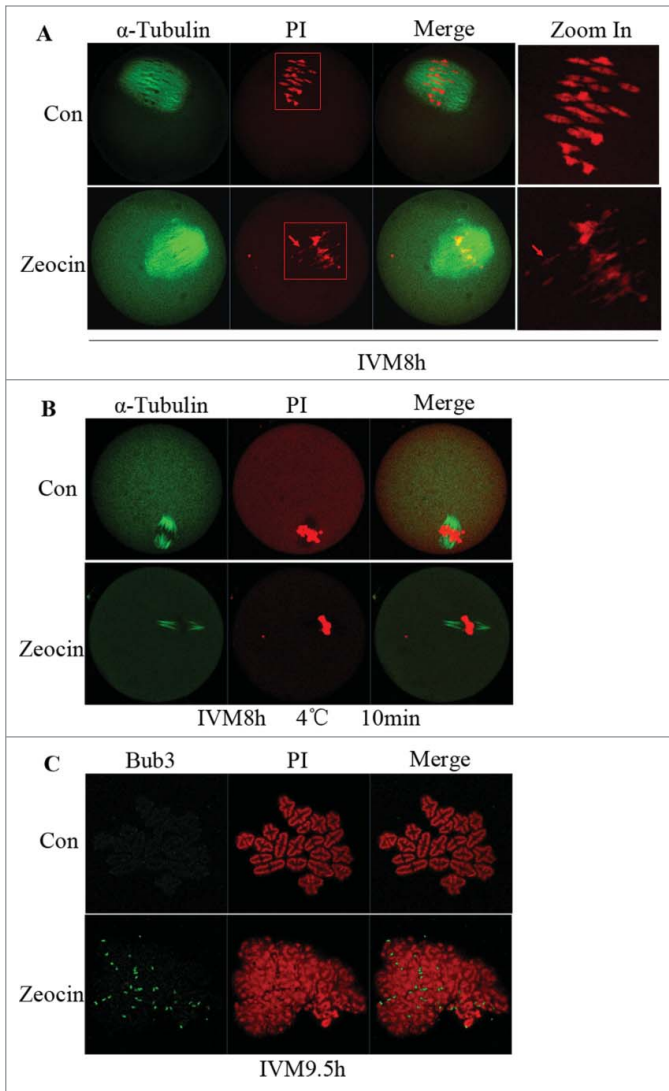 A α-Tubulin PI Merge Zoom In
Con
Zeocin
IVM8h
B α-Tubulin PI Merge
Con
Zeocin
IVM8h 4℃ 10min
C Bub3 PI Merge
Con
Zeocin
IVM9.5h